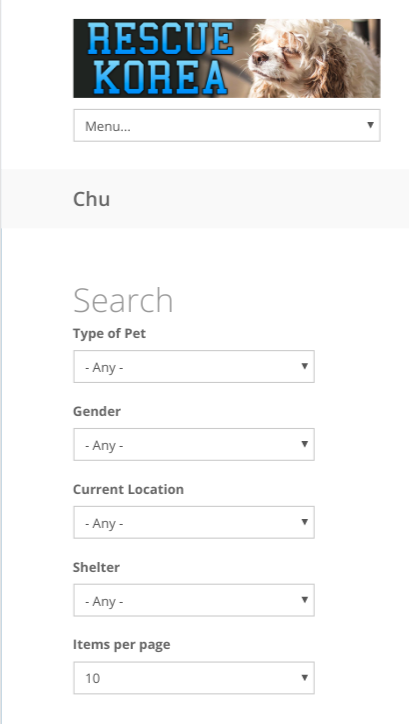 RESCUE
KOREA
Menu...
Chu
Search
Type of Pet
- Any -
Gender
- Any -
Current Location
- Any -
Shelter
- Any -
Items per page
10